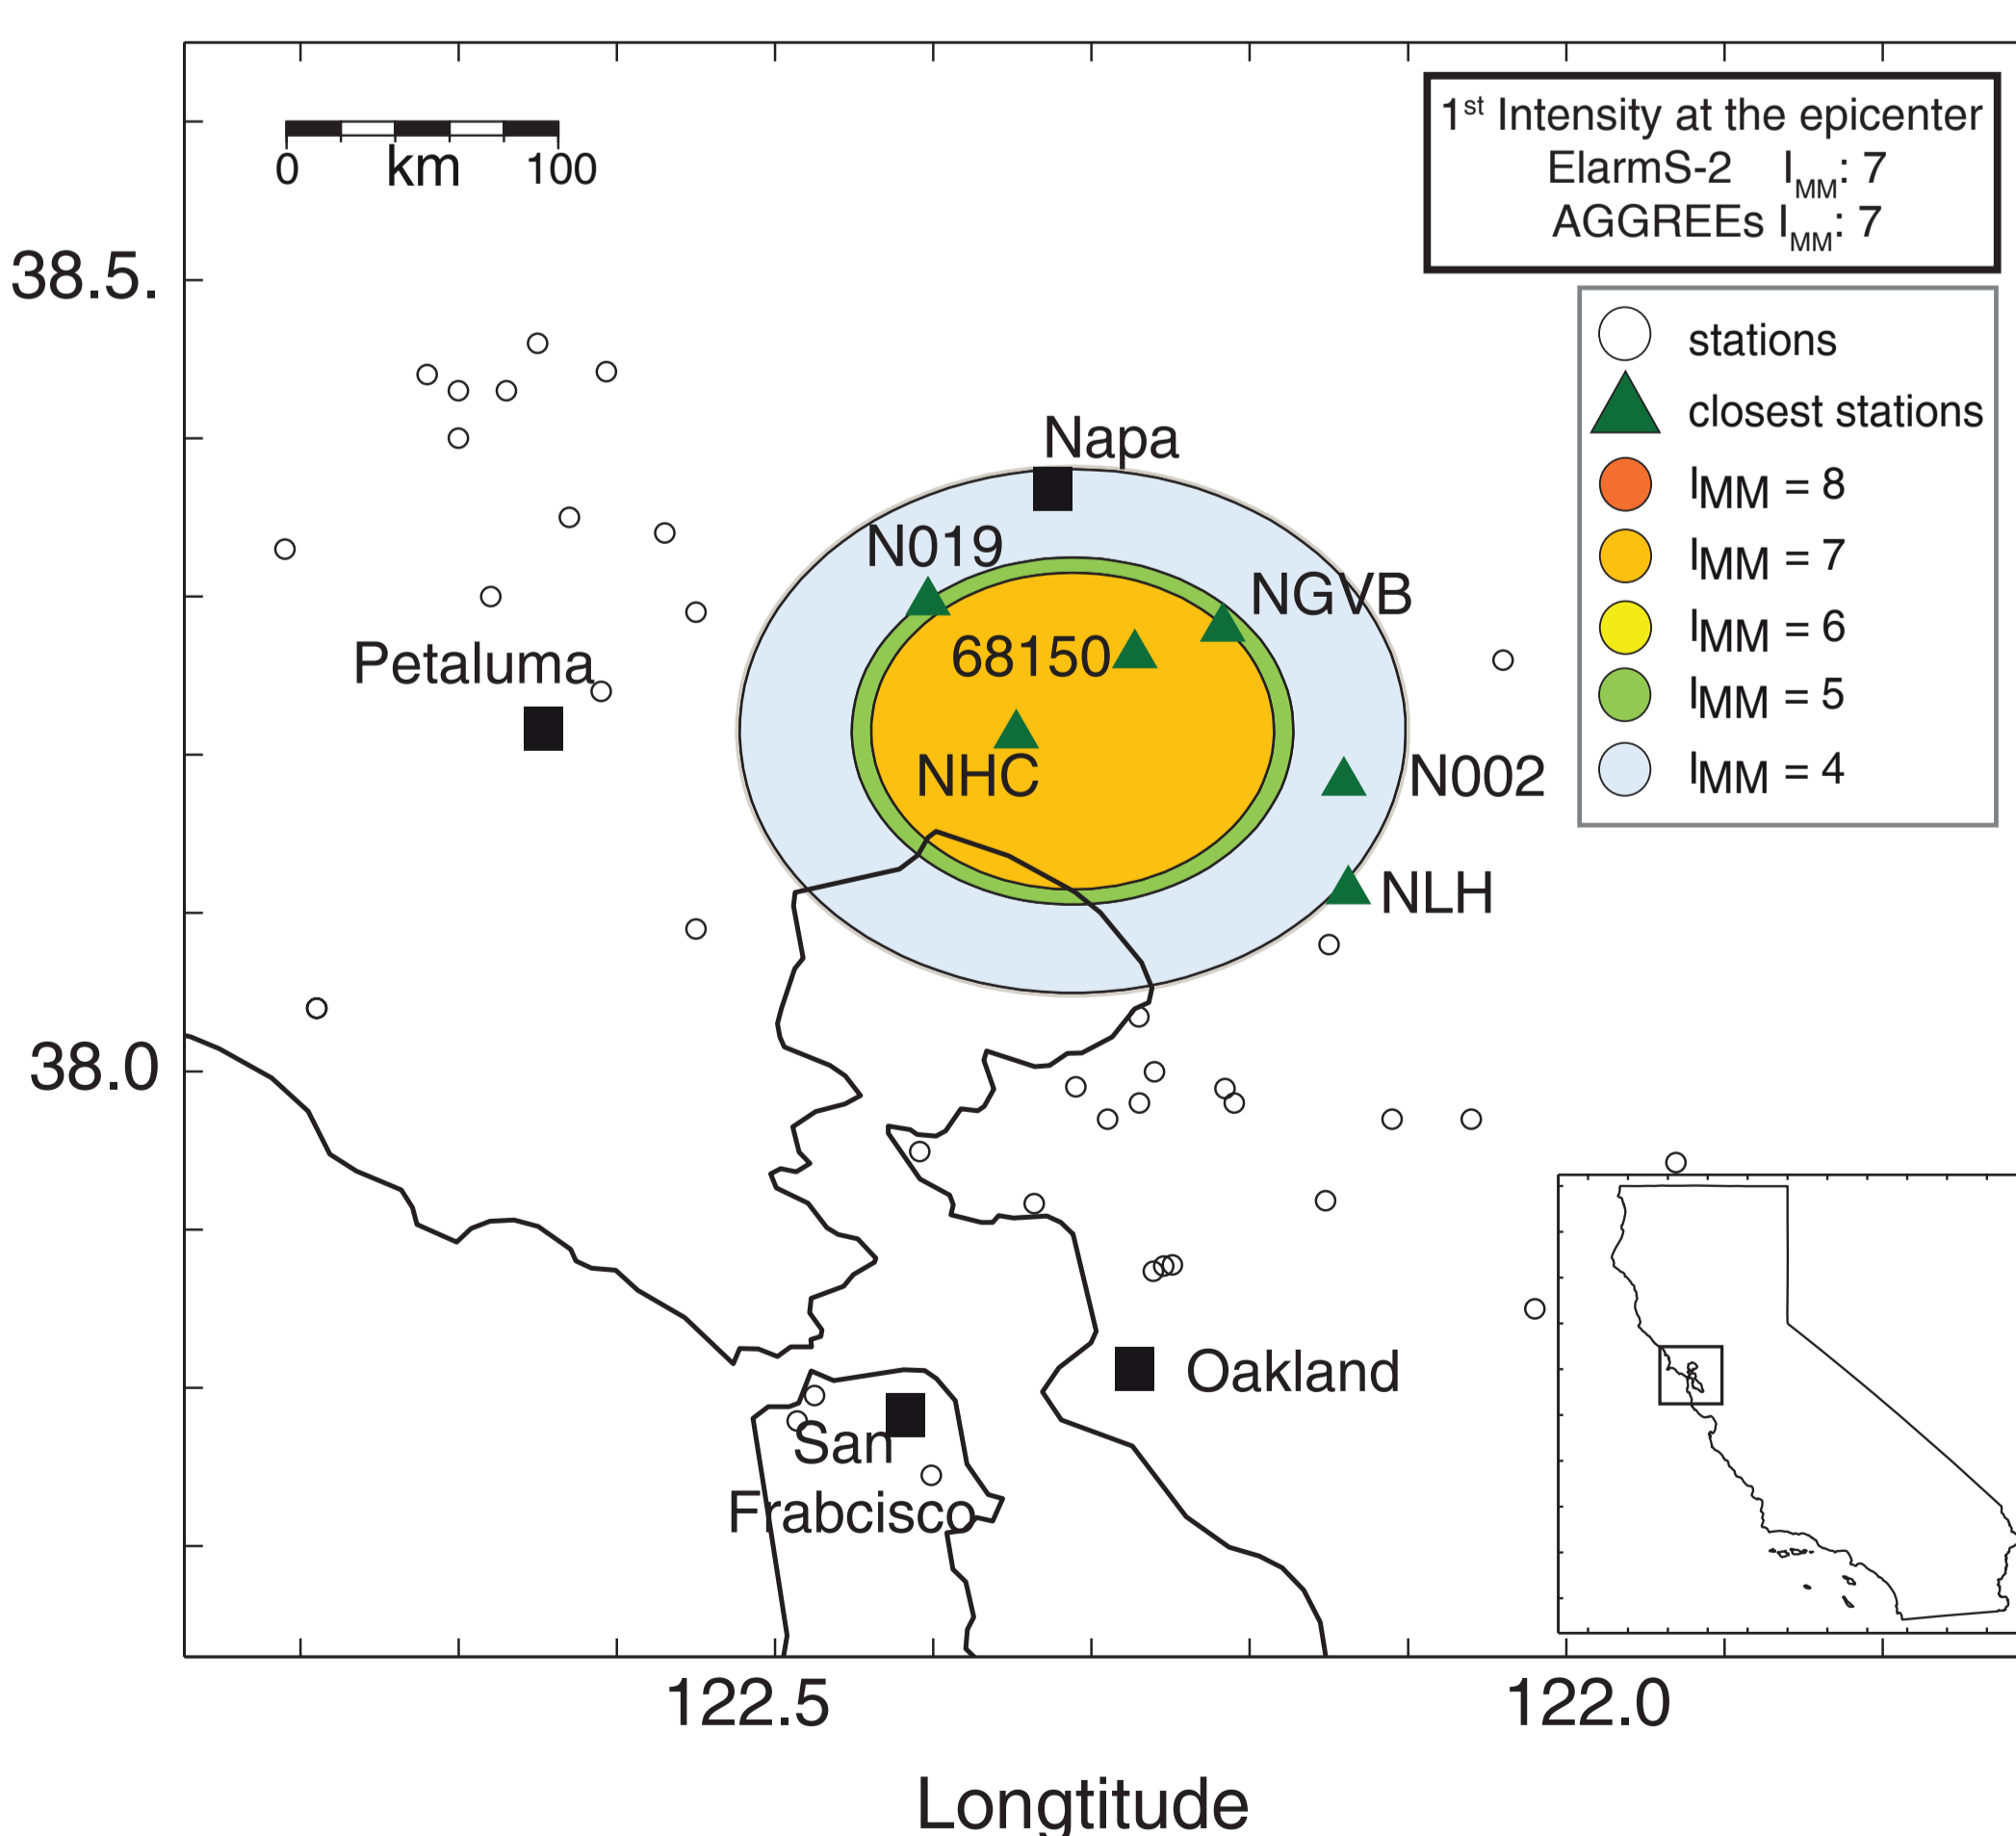 1st Intensity at the epicenter
ElarmS-2 IMM: 7
AGGREEs IMM: 7
0 km 100
38.5.
stations
closest stations
IMM = 8
IMM = 7
IMM = 6
IMM = 5
IMM = 4
Napa
N019
NGVB
68150
Petaluma
NHC
N002
NLH
38.0
Oakland
San
Frabcisco
122.5
122.0
Longtitude